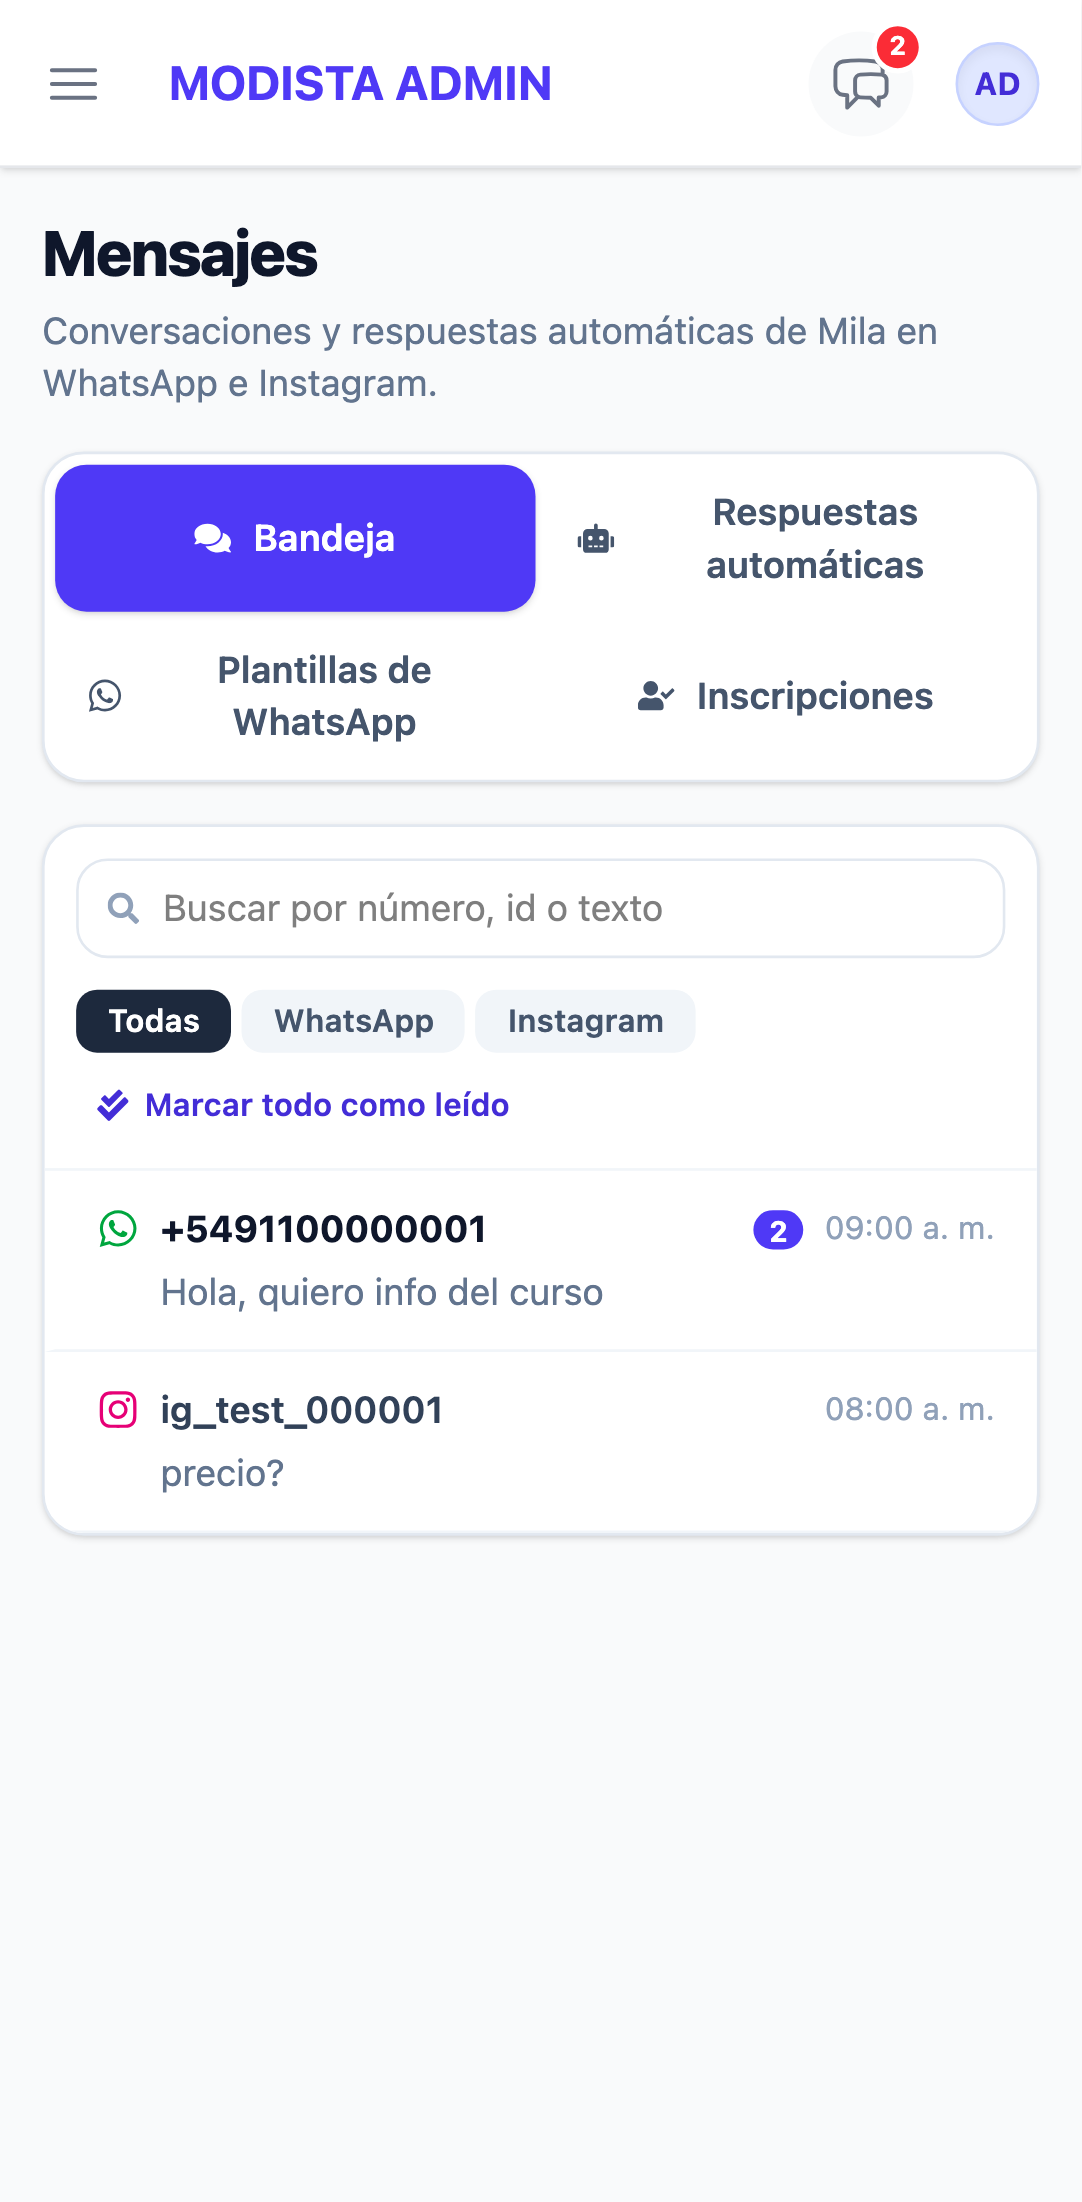 MODISTA ADMIN
2
AD
Mensajes
Conversaciones y respuestas automáticas de Mila en
WhatsApp e Instagram.
Bandeja
Respuestas
automáticas
Plantillas de
WhatsApp
Inscripciones
Buscar por número, id o texto
Todas
WhatsApp
Instagram
Marcar todo como leído
+5491100000001
2
09:00 a. m.
Hola, quiero info del curso
ig_test_000001
08:00 a. m.
precio?